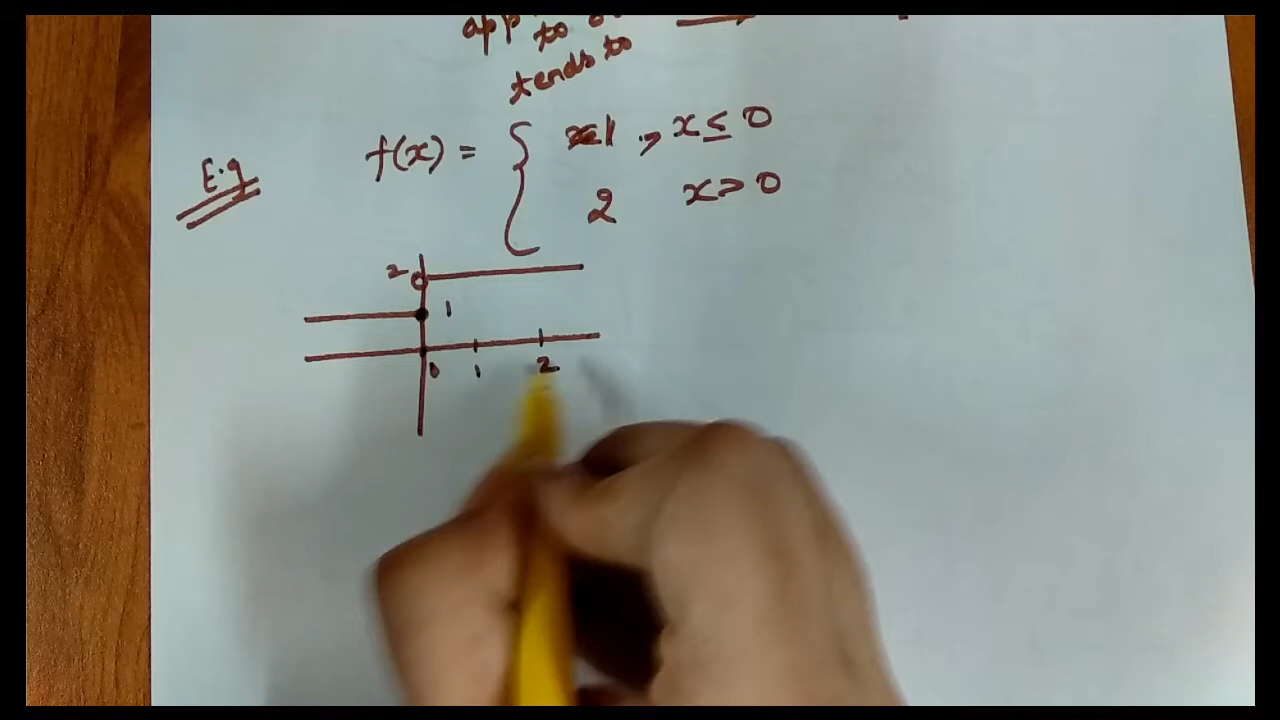 to
tends to
E.g
f(x) = { 1 , x ≤ 0
2 x > 0
2
1
0 1 2